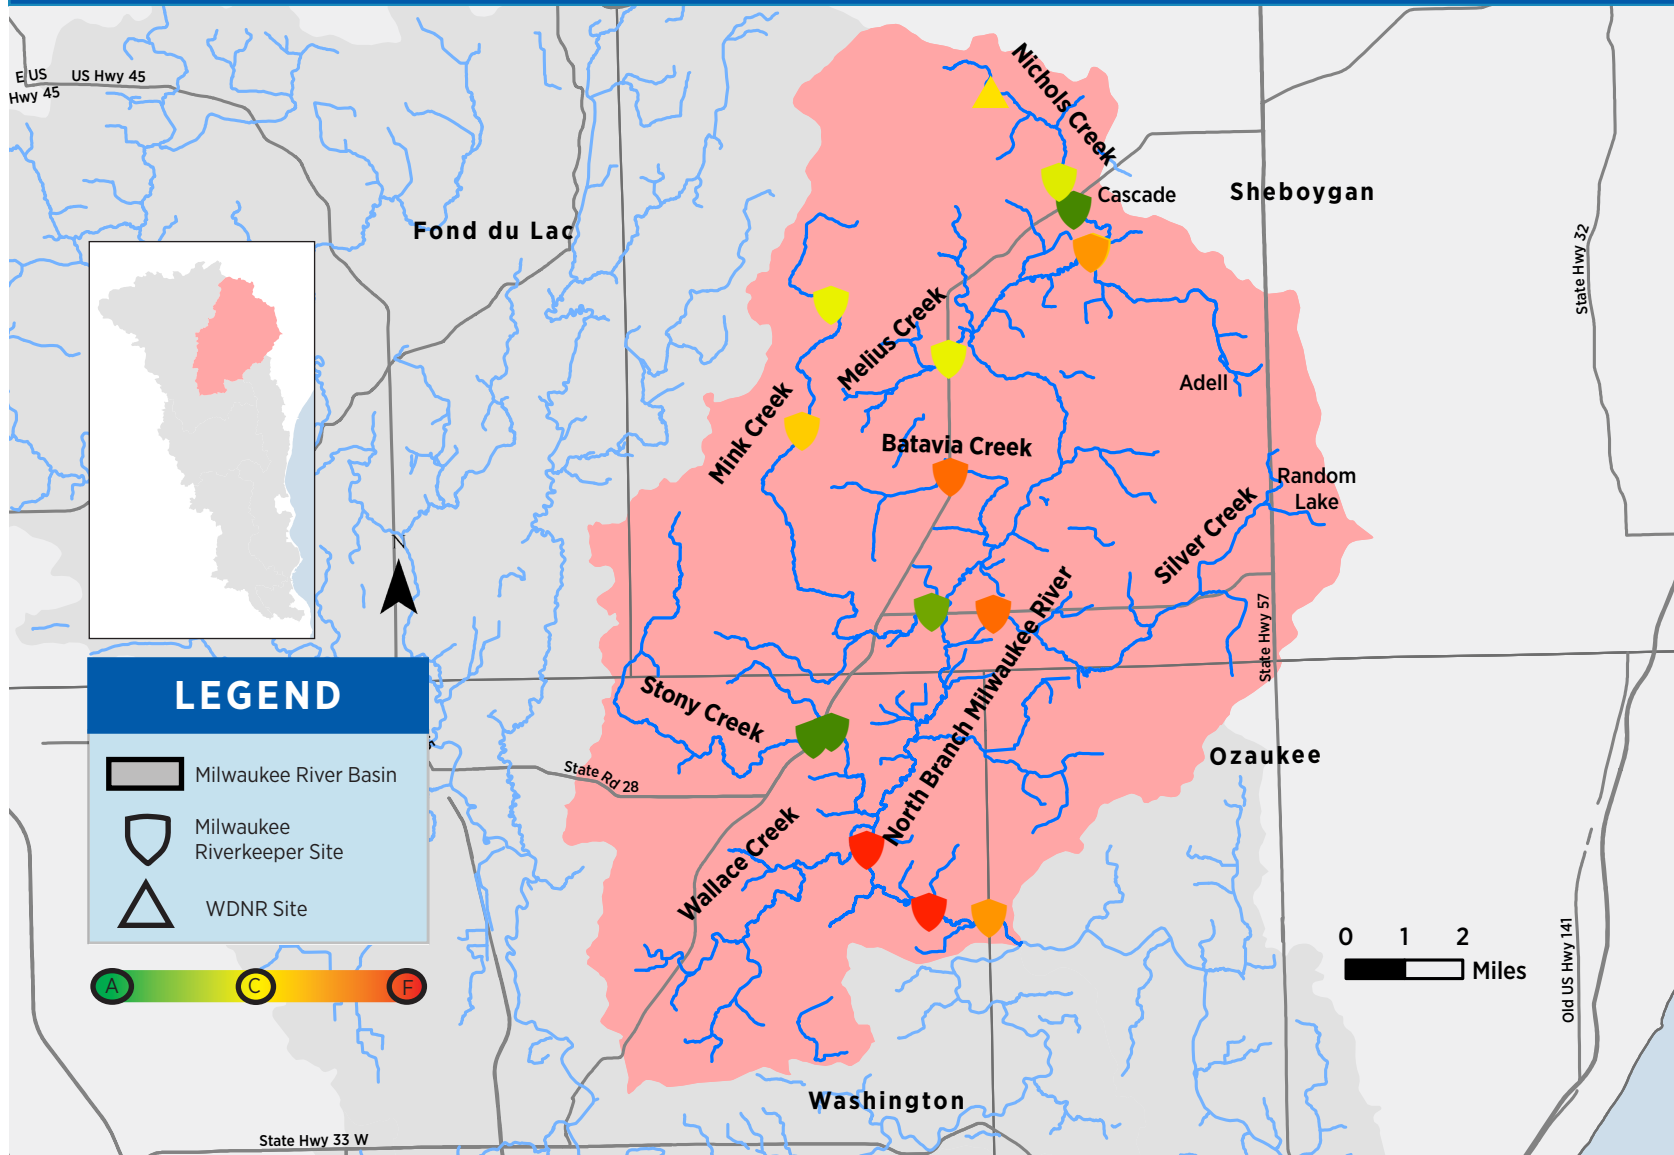 E US
Hwy 45
US Hwy 45
Nichols Creek
Cascade
Sheboygan
State Hwy 32
Fond du Lac
Melius Creek
Adell
Mink Creek
Batavia Creek
Random
Lake
Silver Creek
N
State Hwy 57
North Branch Milwaukee River
Stony Creek
Ozaukee
State Rd 28
Wallace Creek
LEGEND
Milwaukee River Basin
Milwaukee
Riverkeeper Site
WDNR Site
A
C
F
0 1 2
Miles
Old US Hwy 141
Washington
State Hwy 33 W